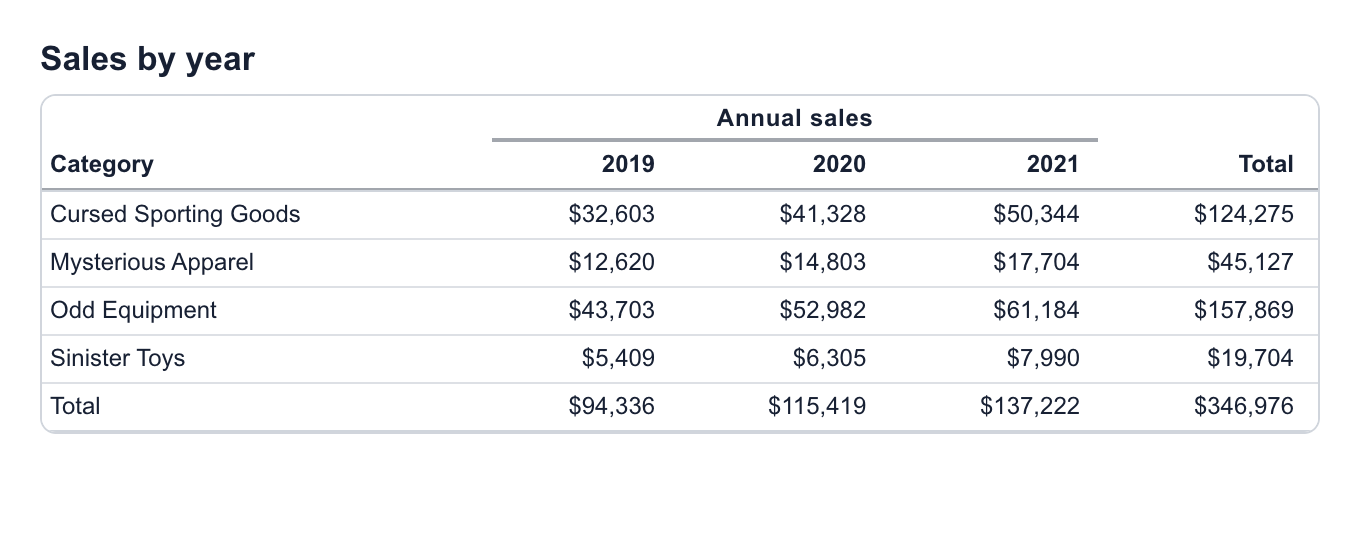 Sales by year
Annual sales
Category 2019 2020 2021 Total
Cursed Sporting Goods $32,603 $41,328 $50,344 $124,275
Mysterious Apparel $12,620 $14,803 $17,704 $45,127
Odd Equipment $43,703 $52,982 $61,184 $157,869
Sinister Toys $5,409 $6,305 $7,990 $19,704
Total $94,336 $115,419 $137,222 $346,976